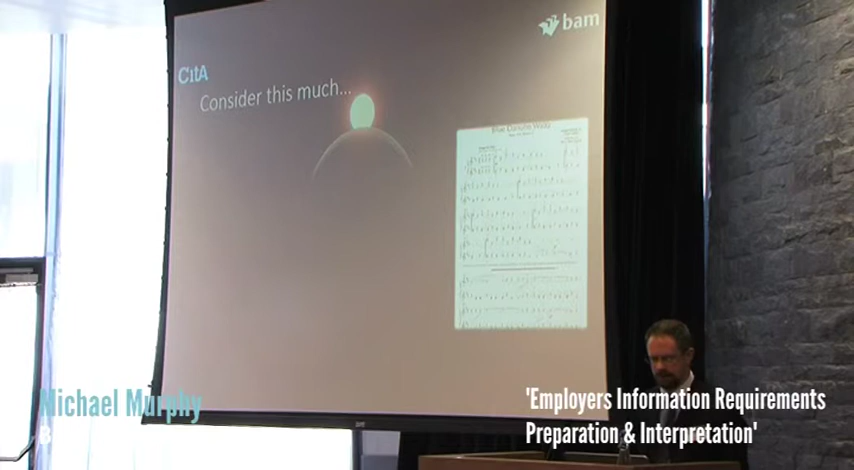 bam
CitA
Consider this much...
Blue Danube Waltz
Michael Murphy
B
'Employers Information Requirements
Preparation & Interpretation'